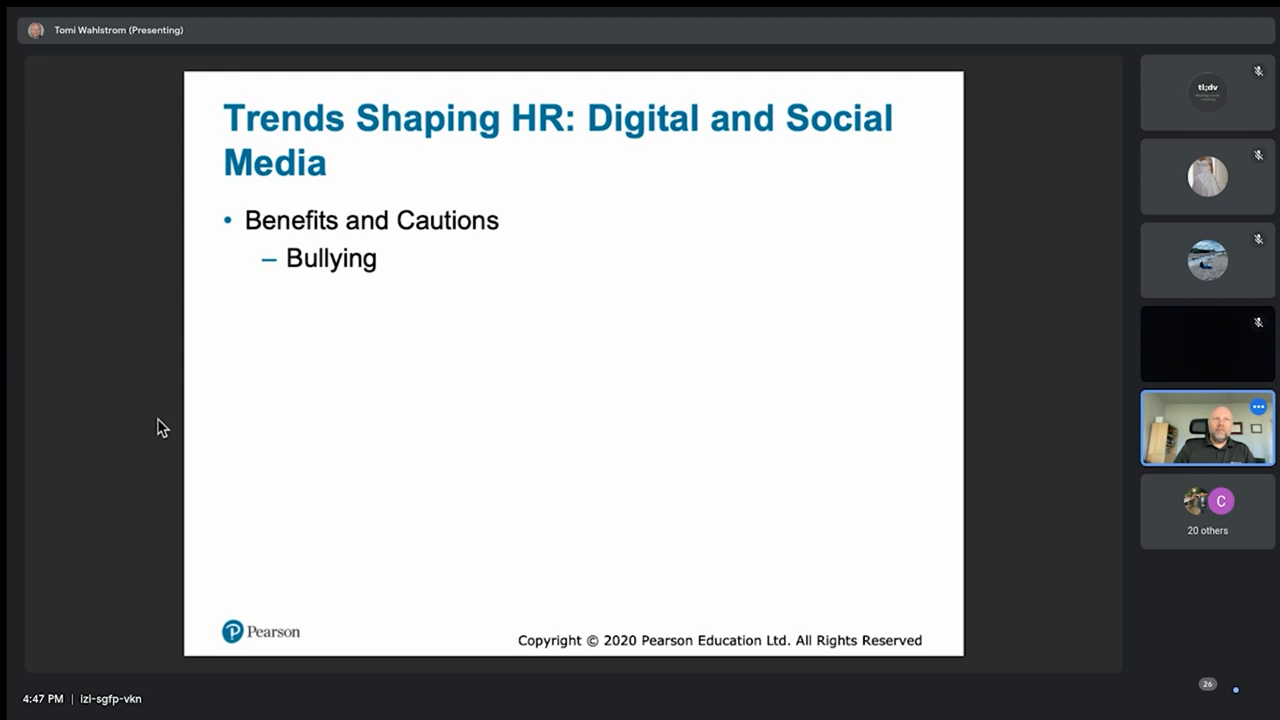 Tomi Wahlstrom (Presenting)
Trends Shaping HR: Digital and Social
Media
• Benefits and Cautions
– Bullying
Pearson
Copyright © 2020 Pearson Education Ltd. All Rights Reserved
tl;dv
C
20 others
4:47 PM | izi-sgfp-vkn
26